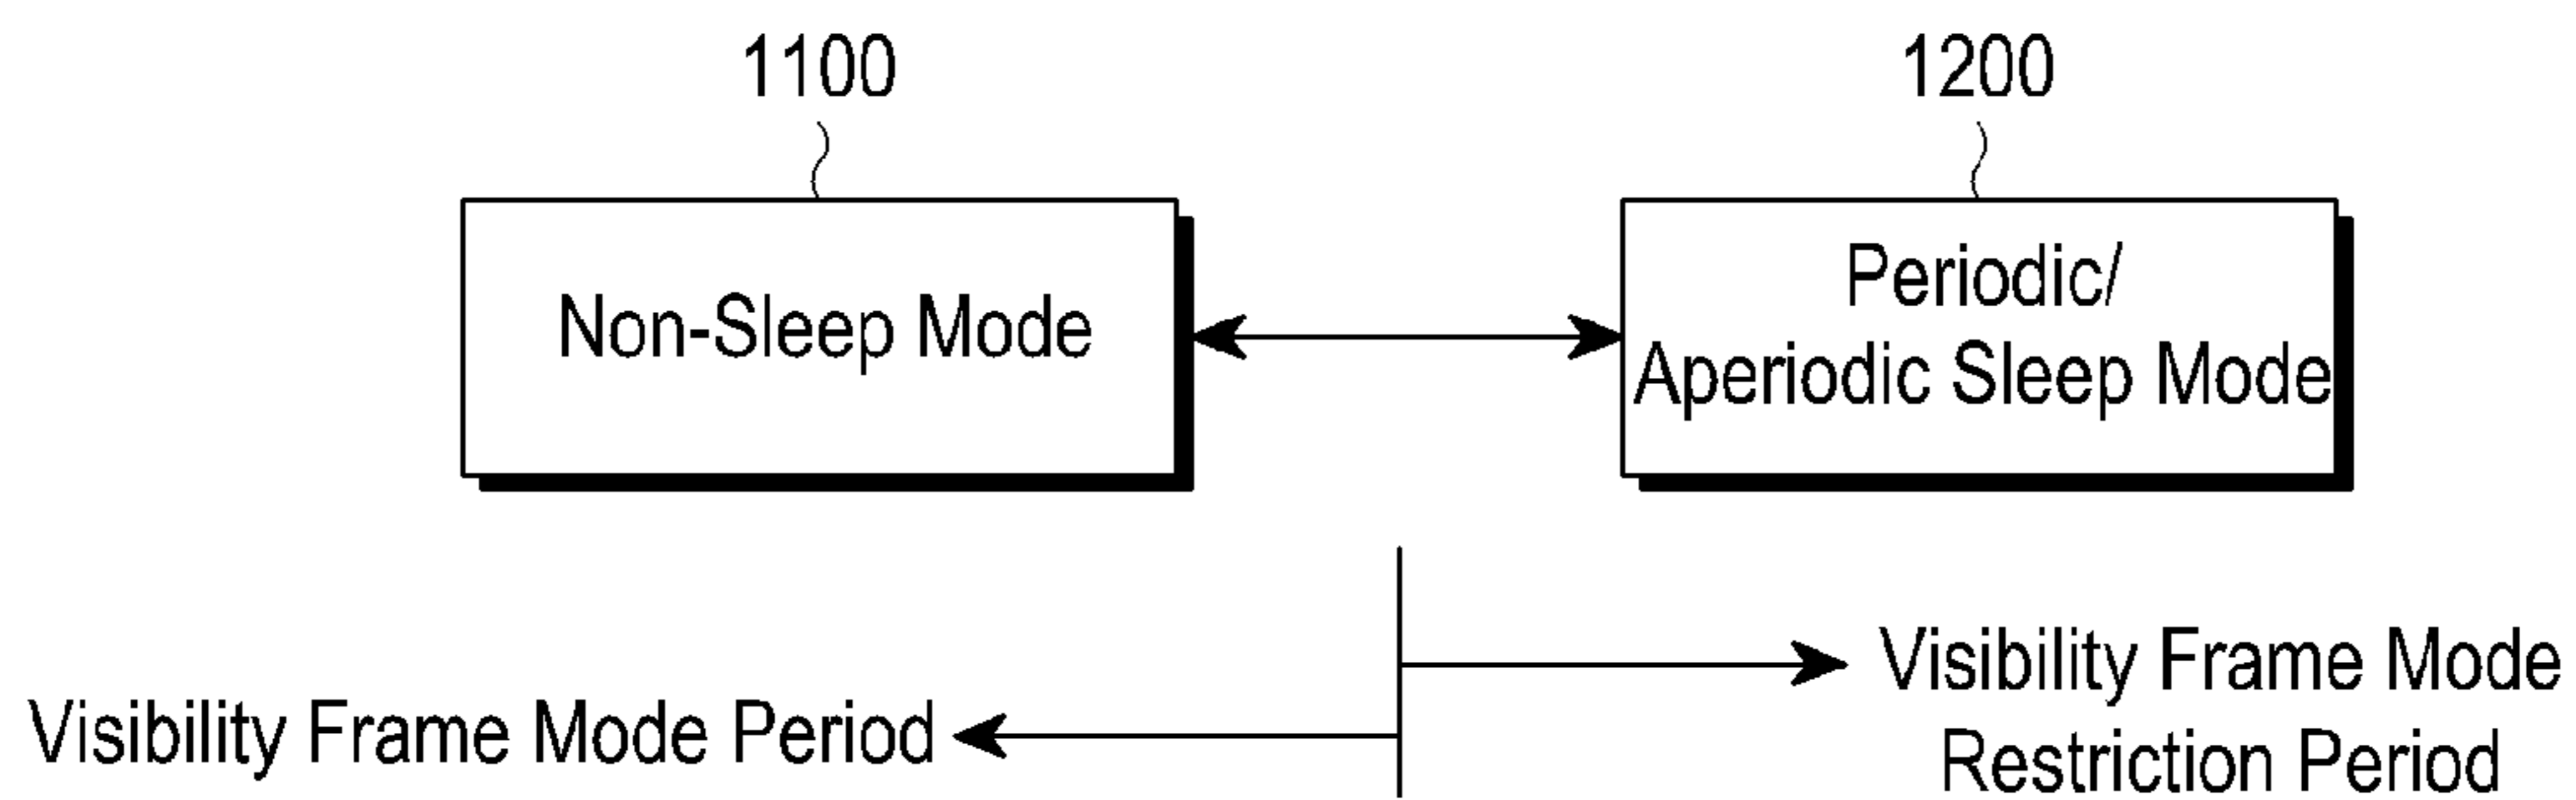 1100
1200
Non-Sleep Mode
Periodic/
Aperiodic Sleep Mode
Visibility Frame Mode Period
Visibility Frame Mode
Restriction Period